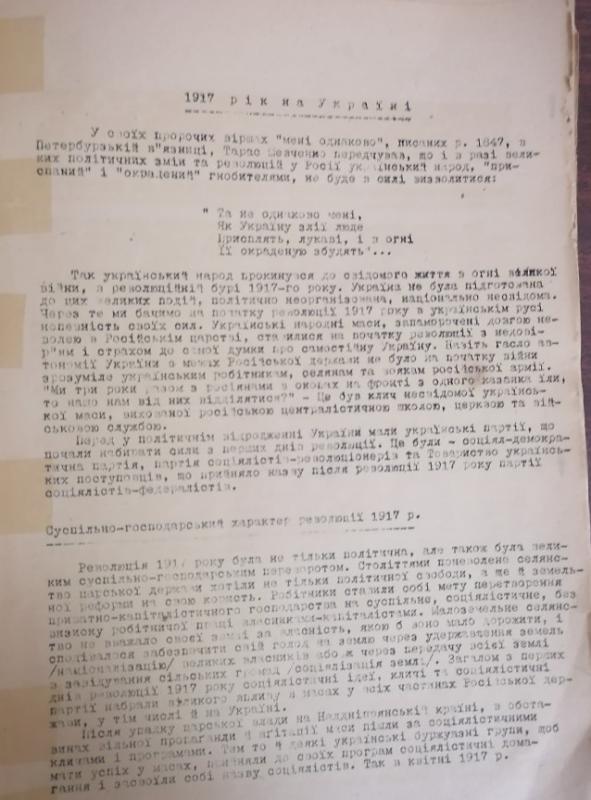 1917 рік на Україні
У своїх пророчих віршах "мені однаково", писаних р. 1847, в
Петербурзькій в"язниці, Тарас Шевченко передчував, що і в разі вели-
ких політичних змін та революцій у Росії український народ, "при-
спаний" і "окрадений" гнобителями, не буде в силі визволитися:
" Та не однаково мені,
Як Україну злії люде
Присплять, лукаві, і в огні
Її окраденую збудять"...
Так український народ прокинувся до свідомого життя в огні великої
війни, в революційній бурі 1917-го року. Україна не була підготована
до цих великих подій, політично неорганізована, національно несвідома.
Через те ми бачимо на початку революції 1917 року в українськім русі
непевність своїх сил. Українські народні маси, запаморочені довгою не-
волею в Російськім царстві, ставилися на початку революції з недові-
р"ям і страхом до самої думки про самостійну Україну. Навіть гасло ав-
тономії України в межах Російської держави не було на початку війни
зрозуміле українським робітникам, селянам та воякам російської армії.
"Ми три роки разом з росіянами в окопах на фронті з одного казанка їли,
то нащо нам від них відділятися?" - Це був клич несвідомої українсь-
кої маси, вихованої російською централістичною школою, церквою та вій-
ськовою службою.
Перед у політичнім відродженні України мали українські партії, що
почали набирати сили з перших днів революції. Це були - соціял-демокра-
тична партія, партія соціялістів-революціонерів та Товариство українсь-
ких поступовців, що прийняло назву після революції 1917 року партії
соціялістів-федералістів.
Суспільно-господарський характер революції 1917 р.
Революція 1917 року була не тільки політична, але також була вели-
ким суспільно-господарським переворотом. Століттями поневолене селянс-
тво царської держави хотіли не тільки політичної свободи, а ще й земель-
ної реформи на свою користь. Робітники ставили собі мету перетворення
приватно-капіталістичного господарства на суспільне, соціялістичне, без
визиску робітничої праці власниками-капіталістами. Малоземельне селянс-
тво не вважало своєї землі за власність, якою б воно мало дорожити, і
сподівалося забезпечити свій голод на землю через удержавлення земель
/націоналізацію/ великих власників або ж через передачу всієї землі
в завідування сільських громад /соціялізація землі/. Загалом з перших
днів революції 1917 року соціялістичні ідеї, кличі та соціялістичні
партії набрали великого впливу в масах у всіх частинах Російської дер-
жави, у тім числі й на Україні.
Після упадку царської влади на Наддніпрянській країні, в обста-
винах вільної пропаганди й агітації маси пішли за соціялістичними
кличами і програмами. Тим то й деякі українські буржуазні групи, щоб
мати успіх у масах, прийняли до своїх програм соціялістичні дома-
гання і засвоїли собі назву соціялістів. Так в квітні 1917 р.